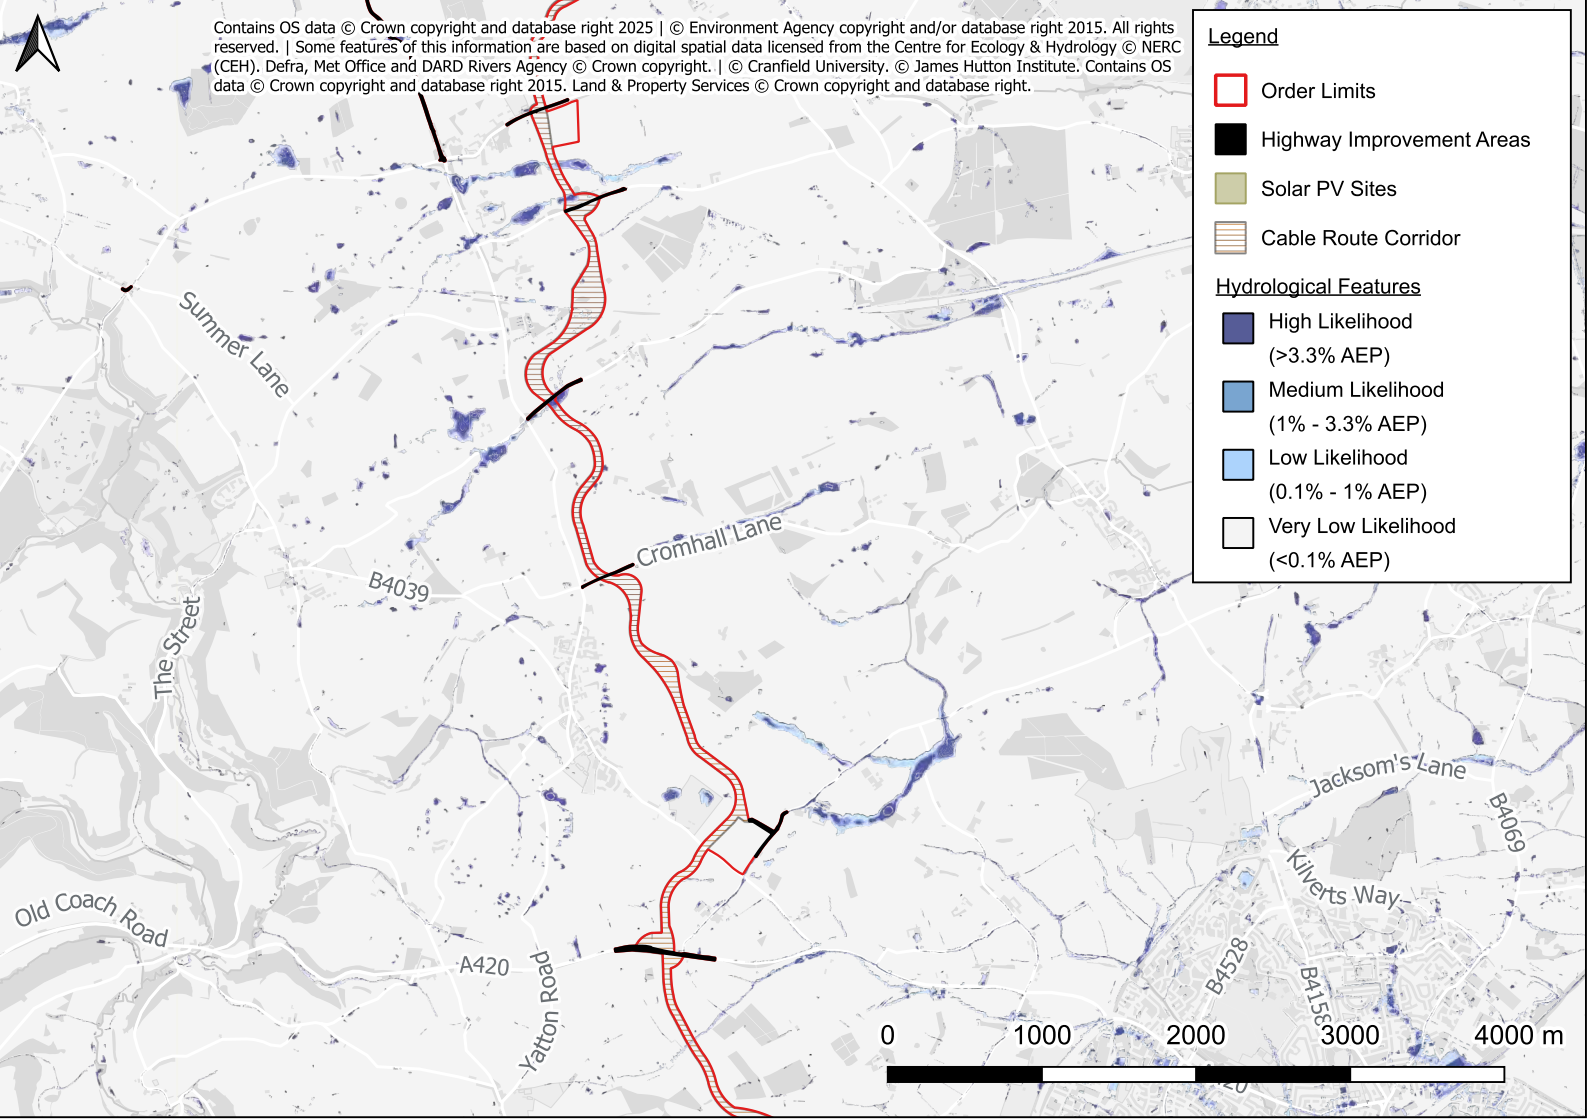 Contains OS data © Crown copyright and database right 2025 | © Environment Agency copyright and/or database right 2015. All rights
reserved. | Some features of this information are based on digital spatial data licensed from the Centre for Ecology & Hydrology © NERC
(CEH). Defra, Met Office and DARD Rivers Agency © Crown copyright. | © Cranfield University. © James Hutton Institute. Contains OS
data © Crown copyright and database right 2015. Land & Property Services © Crown copyright and database right.
Legend
Order Limits
Highway Improvement Areas
Solar PV Sites
Cable Route Corridor
Hydrological Features
High Likelihood
(>3.3% AEP)
Medium Likelihood
(1% - 3.3% AEP)
Low Likelihood
(0.1% - 1% AEP)
Very Low Likelihood
(<0.1% AEP)
Summer Lane
Cromhall Lane
B4039
The Street
Jacksom's Lane
B4069
Kilverts Way
Old Coach Road
A420
Yatton Road
B4528
B4158
0 1000 2000 3000 4000 m